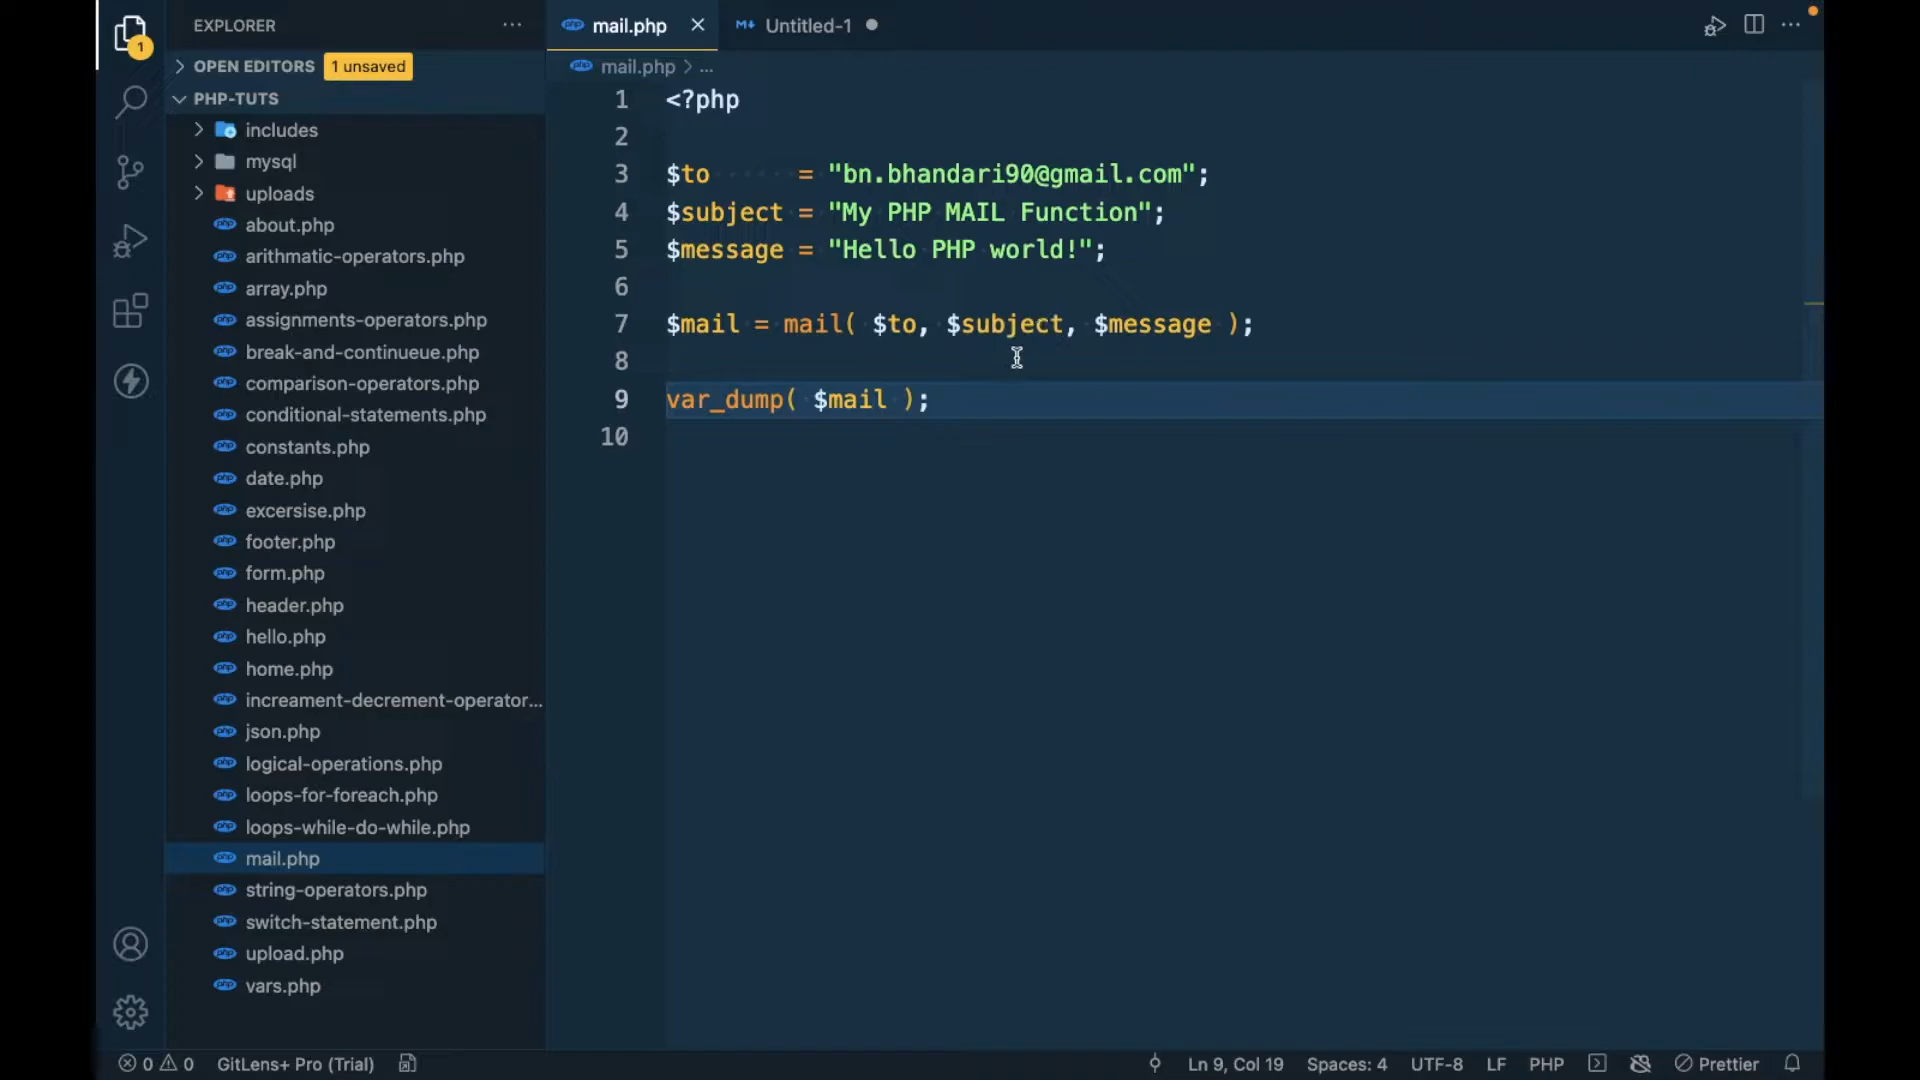 EXPLORER ···
OPEN EDITORS 1 unsaved
PHP-TUTS
includes
mysql
uploads
about.php
arithmatic-operators.php
array.php
assignments-operators.php
break-and-continueue.php
comparison-operators.php
conditional-statements.php
constants.php
date.php
excersise.php
footer.php
form.php
header.php
hello.php
home.php
increament-decrement-operator...
json.php
logical-operations.php
loops-for-foreach.php
loops-while-do-while.php
mail.php
string-operators.php
switch-statement.php
upload.php
vars.php
1
mail.php Untitled-1
mail.php > ...
1 <?php
2
3 $to = "bn.bhandari90@gmail.com";
4 $subject = "My PHP MAIL Function";
5 $message = "Hello PHP world!";
6
7 $mail = mail( $to, $subject, $message );
8
9 var_dump( $mail );
10
0 0 GitLens+ Pro (Trial) Ln 9, Col 19 Spaces: 4 UTF-8 LF PHP Prettier